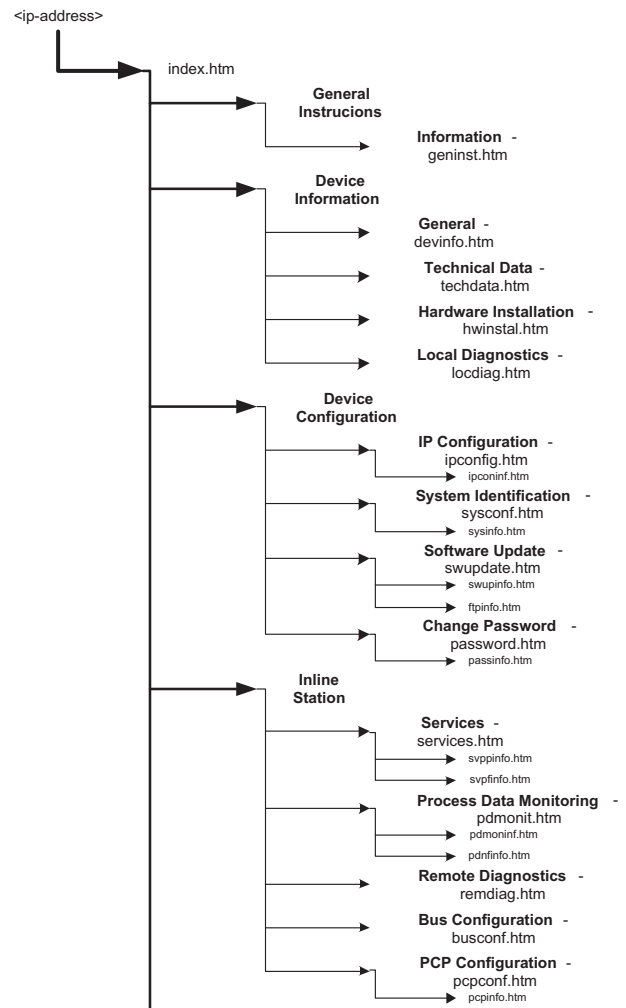 <ip-address>
index.htm
General
Instrucions
Information -
geninst.htm
Device
Information
General -
devinfo.htm
Technical Data -
techdata.htm
Hardware Installation -
hwinstal.htm
Local Diagnostics -
locdiag.htm
Device
Configuration
IP Configuration -
ipconfig.htm
ipconinf.htm
System Identification -
sysconf.htm
sysinfo.htm
Software Update -
swupdate.htm
swupinfo.htm
ftpinfo.htm
Change Password -
password.htm
passinfo.htm
Inline
Station
Services -
services.htm
svppinfo.htm
svpfinfo.htm
Process Data Monitoring -
pdmonit.htm
pdmoninf.htm
pdnfinfo.htm
Remote Diagnostics -
remdiag.htm
Bus Configuration -
busconf.htm
PCP Configuration -
pcpconf.htm
pcpinfo.htm